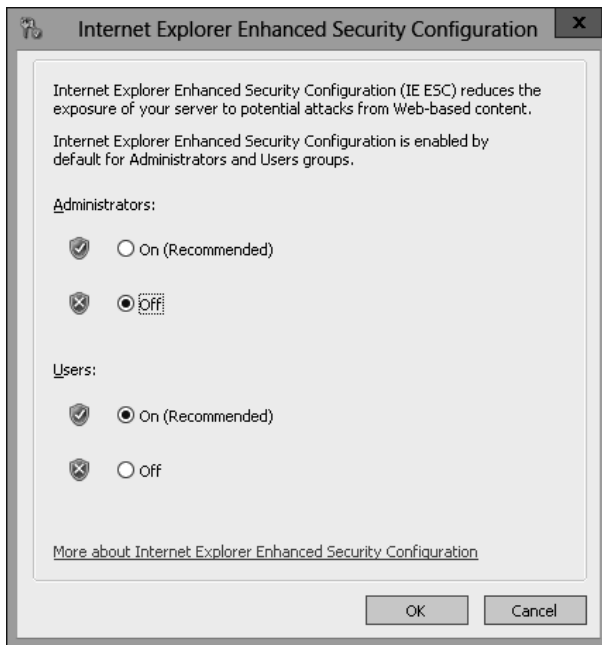 Internet Explorer Enhanced Security Configuration
x
Internet Explorer Enhanced Security Configuration (IE ESC) reduces the
exposure of your server to potential attacks from Web-based content.
Internet Explorer Enhanced Security Configuration is enabled by
default for Administrators and Users groups.
Administrators:
On (Recommended)
Off
Users:
On (Recommended)
Off
More about Internet Explorer Enhanced Security Configuration
OK Cancel